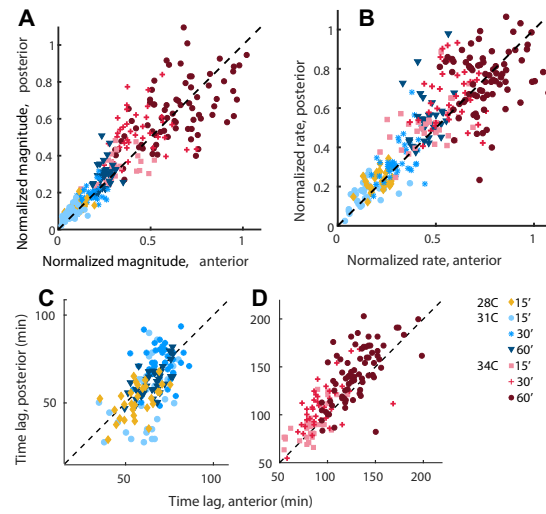 A
B
Normalized magnitude, posterior
1
0.8
0.6
0.4
0.2
0
0
0.5
1
Normalized magnitude, anterior
Normalized rate, posterior
1
0.8
0.6
0.4
0.2
0
0
0.5
1
Normalized rate, anterior
C
D
Time lag, posterior (min)
100
50
50
100
200
150
100
50
50
100
150
200
Time lag, anterior (min)
28C 15'
31C 15'
30'
60'
34C 15'
30'
60'